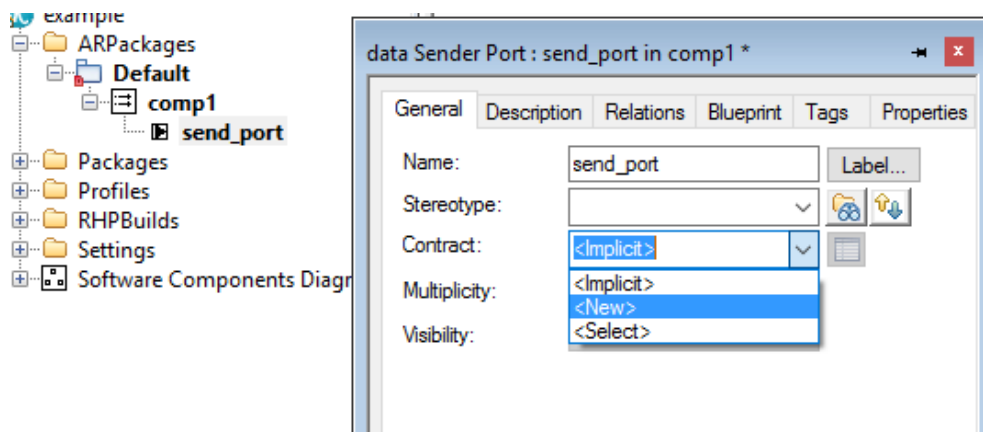 example
ARPackages
Default
comp1
send_port
Packages
Profiles
RHPBuilds
Settings
Software Components Diagr
data Sender Port : send_port in comp1 *
General Description Relations Blueprint Tags Properties
Name: send_port Label...
Stereotype:
Contract: <Implicit>
<Implicit>
Multiplicity:
<New>
<Select>
Visibility: